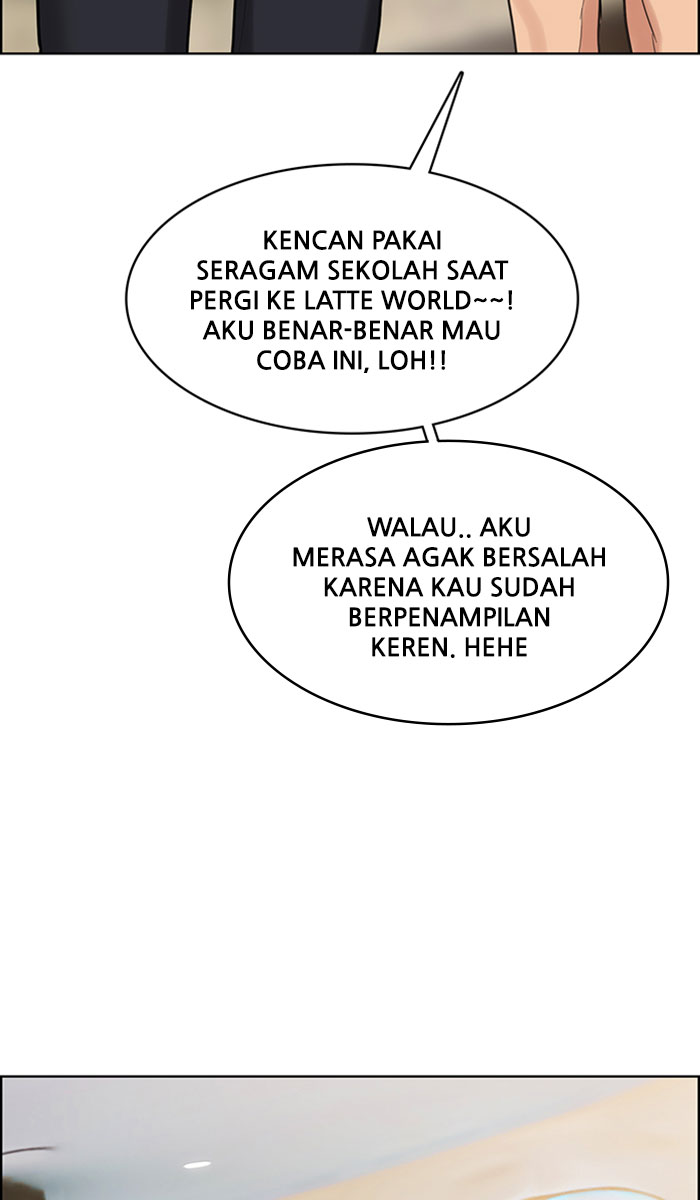 KENCAN PAKAI
SERAGAM SEKOLAH SAAT
PERGI KE LATTE WORLD~~!
AKU BENAR-BENAR MAU
COBA INI, LOH!!
WALAU.. AKU
MERASA AGAK BERSALAH
KARENA KAU SUDAH
BERPENAMPILAN
KEREN. HEHE